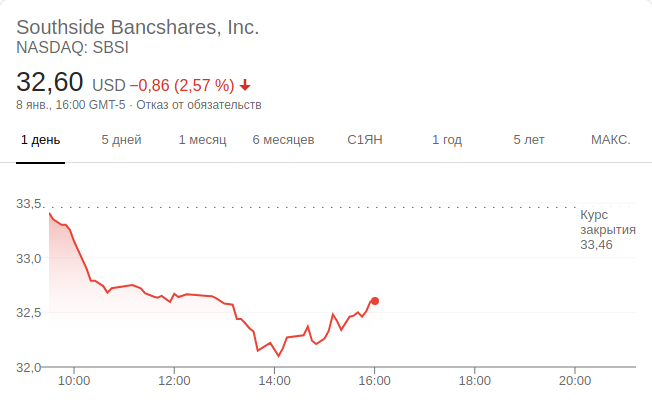 Southside Bancshares, Inc.
NASDAQ: SBSI
32,60 USD −0,86 (2,57 %)
8 янв., 16:00 GMT-5 · Отказ от обязательств
1 день 5 дней 1 месяц 6 месяцев С1ЯН 1 год 5 лет МАКС.
33,5
Курс
закрытия
33,46
33,0
32,5
32,0
10:00 12:00 14:00 16:00 18:00 20:00